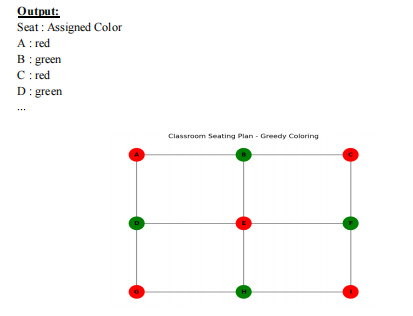 Output:
Seat : Assigned Color
A : red
B : green
C : red
D : green
...
Classroom Seating Plan - Greedy Coloring
A B C
D E F
G H I